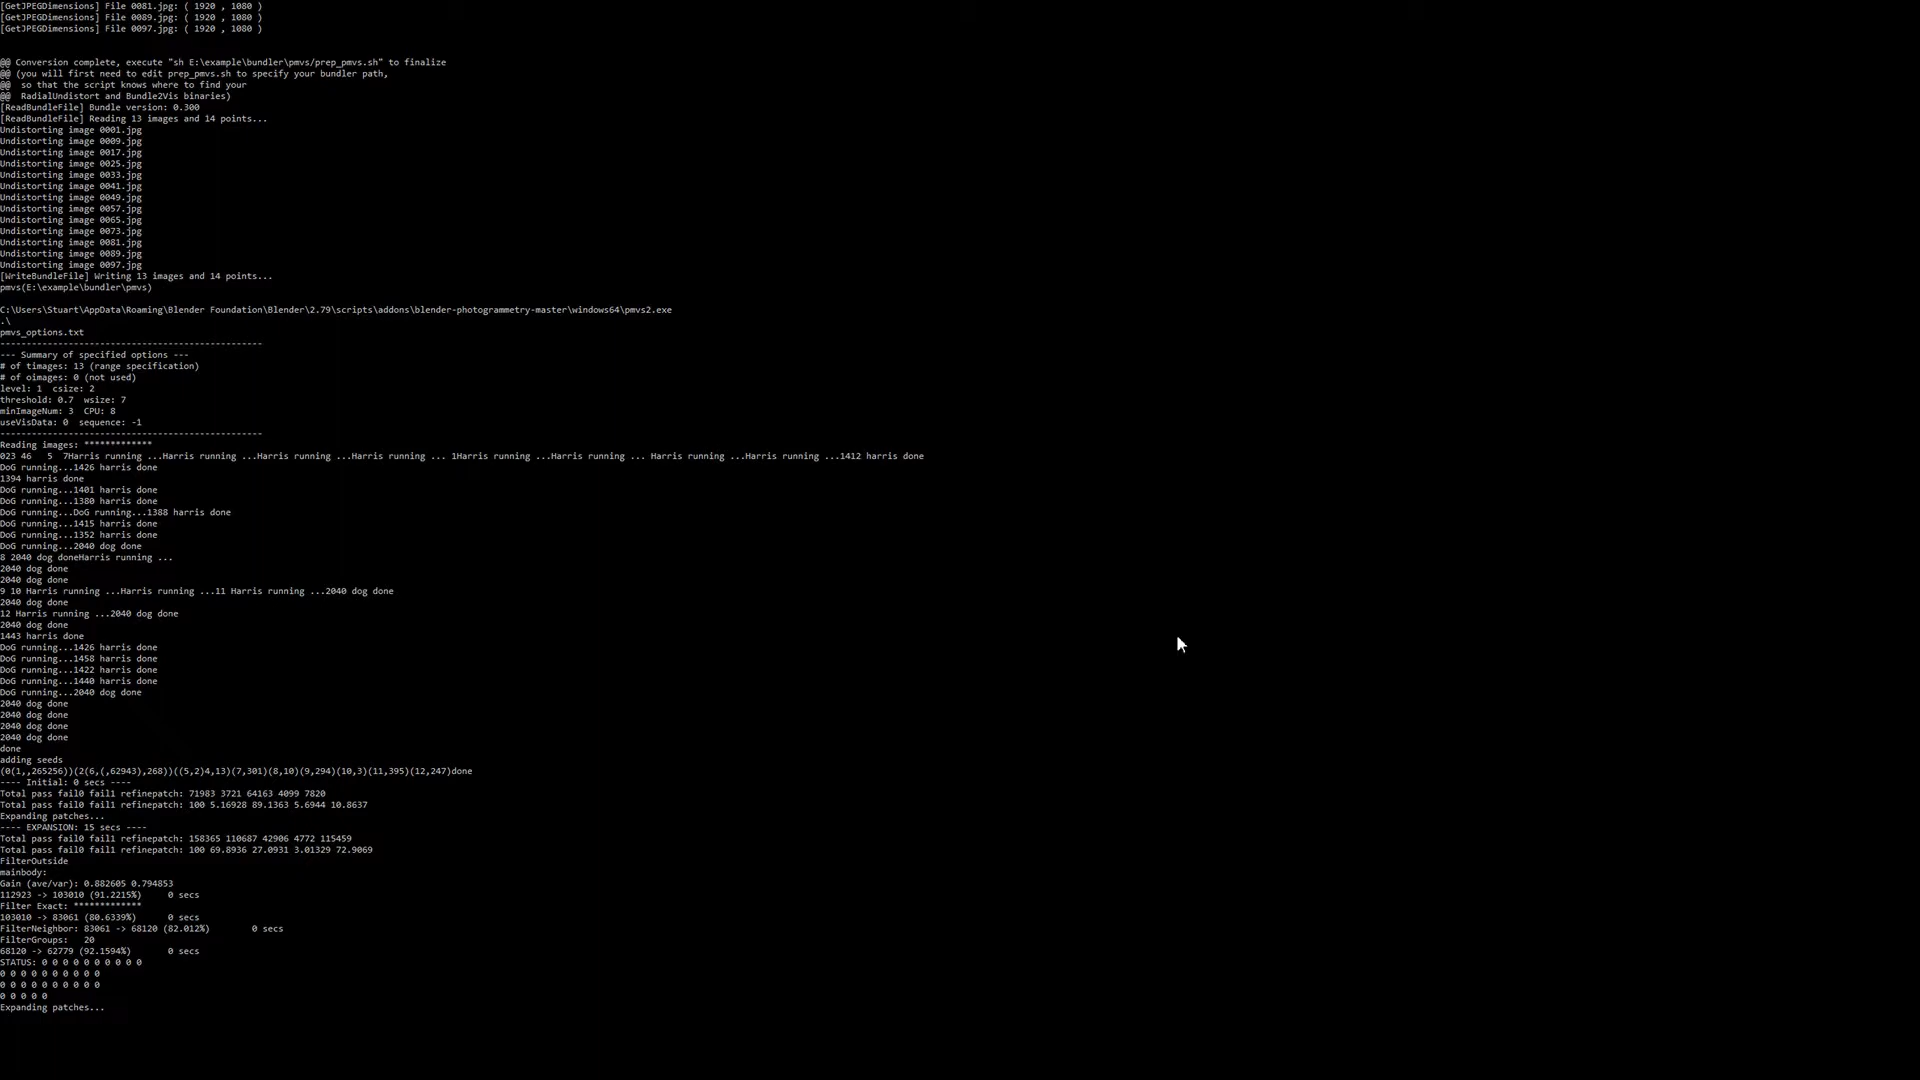 [GetJPEGDimensions] File 0081.jpg: ( 1920 , 1080 )
[GetJPEGDimensions] File 0089.jpg: ( 1920 , 1080 )
[GetJPEGDimensions] File 0097.jpg: ( 1920 , 1080 )
@@ Conversion complete, execute "sh E:\example\bundler\pmvs/prep_pmvs.sh" to finalize
@@ (you will first need to edit prep_pmvs.sh to specify your bundler path,
@@  so that the script knows where to find your
@@  RadialUndistort and Bundle2Vis binaries)
[ReadBundleFile] Bundle version: 0.300
[ReadBundleFile] Reading 13 images and 14 points...
Undistorting image 0001.jpg
Undistorting image 0009.jpg
Undistorting image 0017.jpg
Undistorting image 0025.jpg
Undistorting image 0033.jpg
Undistorting image 0041.jpg
Undistorting image 0049.jpg
Undistorting image 0057.jpg
Undistorting image 0065.jpg
Undistorting image 0073.jpg
Undistorting image 0081.jpg
Undistorting image 0089.jpg
Undistorting image 0097.jpg
[WriteBundleFile] Writing 13 images and 14 points...
pmvs(E:\example\bundler\pmvs)
C:\Users\Stuart\AppData\Roaming\Blender Foundation\Blender\2.79\scripts\addons\blender-photogrammetry-master\windows64\pmvs2.exe
.\
pmvs_options.txt
--------------------------------------------------
--- Summary of specified options ---
# of timages: 13 (range specification)
# of oimages: 0 (not used)
level: 1  csize: 2
threshold: 0.7  wsize: 7
minImageNum: 3  CPU: 8
useVisData: 0  sequence: -1
--------------------------------------------------
Reading images: *************
023 46   5  7Harris running ...Harris running ...Harris running ...Harris running ... 1Harris running ...Harris running ... Harris running ...Harris running ...1412 harris done
DoG running...1426 harris done
1394 harris done
DoG running...1401 harris done
DoG running...1380 harris done
DoG running...DoG running...1388 harris done
DoG running...1415 harris done
DoG running...1352 harris done
DoG running...2040 dog done
8 2040 dog doneHarris running ...
2040 dog done
2040 dog done
9 10 Harris running ...Harris running ...11 Harris running ...2040 dog done
2040 dog done
12 Harris running ...2040 dog done
2040 dog done
1443 harris done
DoG running...1426 harris done
DoG running...1458 harris done
DoG running...1422 harris done
DoG running...1440 harris done
DoG running...2040 dog done
2040 dog done
2040 dog done
2040 dog done
2040 dog done
done
adding seeds
(0(1,,265256))(2(6,(,62943),268))((5,2)4,13)(7,301)(8,10)(9,294)(10,3)(11,395)(12,247)done
---- Initial: 0 secs ----
Total pass fail0 fail1 refinepatch: 71983 3721 64163 4099 7820
Total pass fail0 fail1 refinepatch: 100 5.16928 89.1363 5.6944 10.8637
Expanding patches...
---- EXPANSION: 15 secs ----
Total pass fail0 fail1 refinepatch: 158365 110687 42906 4772 115459
Total pass fail0 fail1 refinepatch: 100 69.8936 27.0931 3.01329 72.9069
FilterOutside
mainbody:
Gain (ave/var): 0.882605 0.794853
112923 -> 103010 (91.2215%)     0 secs
Filter Exact: *************
103010 -> 83061 (80.6339%)      0 secs
FilterNeighbor: 83061 -> 68120 (82.012%)        0 secs
FilterGroups:   20
68120 -> 62779 (92.1594%)       0 secs
STATUS: 0 0 0 0 0 0 0 0 0 0
0 0 0 0 0 0 0 0 0 0
0 0 0 0 0 0 0 0 0 0
0 0 0 0 0
Expanding patches...